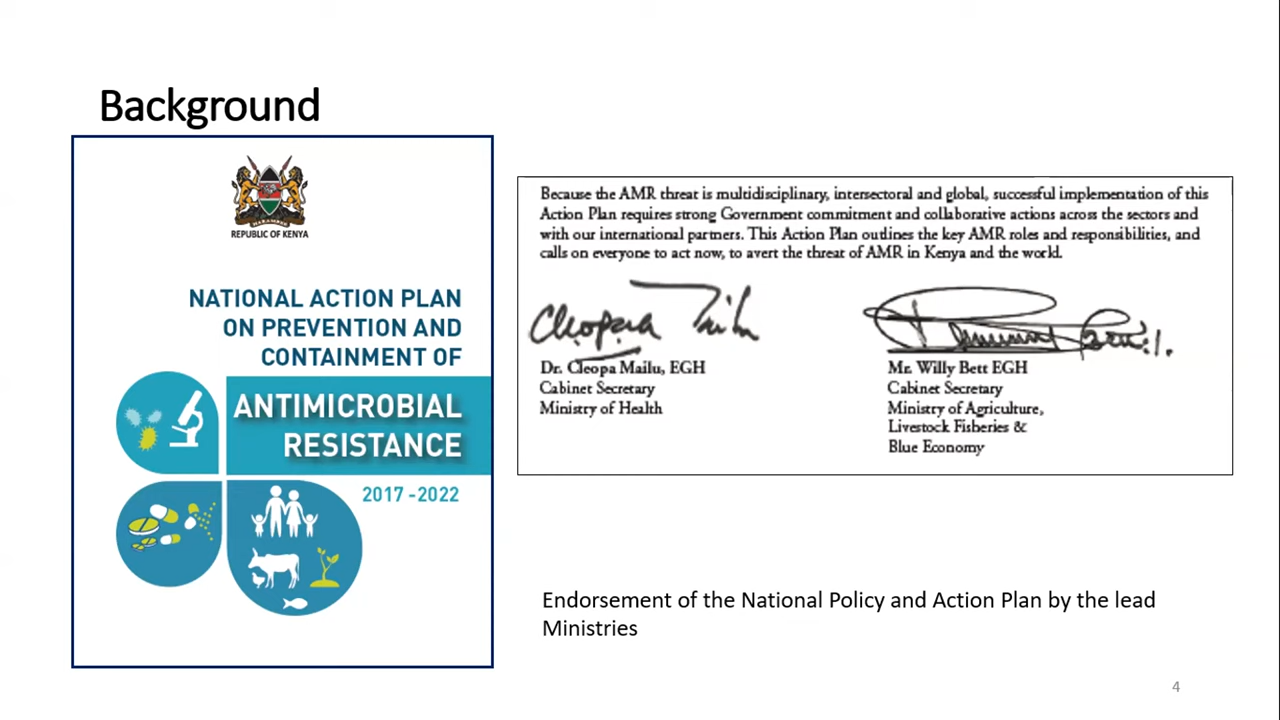 Background
REPUBLIC OF KENYA
NATIONAL ACTION PLAN
ON PREVENTION AND
CONTAINMENT OF
ANTIMICROBIAL
RESISTANCE
2017 -2022
Because the AMR threat is multidisciplinary, intersectoral and global, successful implementation of this
Action Plan requires strong Government commitment and collaborative actions across the sectors and
with our international partners. This Action Plan outlines the key AMR roles and responsibilities, and
calls on everyone to act now, to avert the threat of AMR in Kenya and the world.
Cleopa Mailu
Dr. Cleopa Mailu, EGH
Cabinet Secretary
Ministry of Health
Mr. Willy Bett EGH
Cabinet Secretary
Ministry of Agriculture,
Livestock Fisheries &
Blue Economy
Endorsement of the National Policy and Action Plan by the lead
Ministries
4